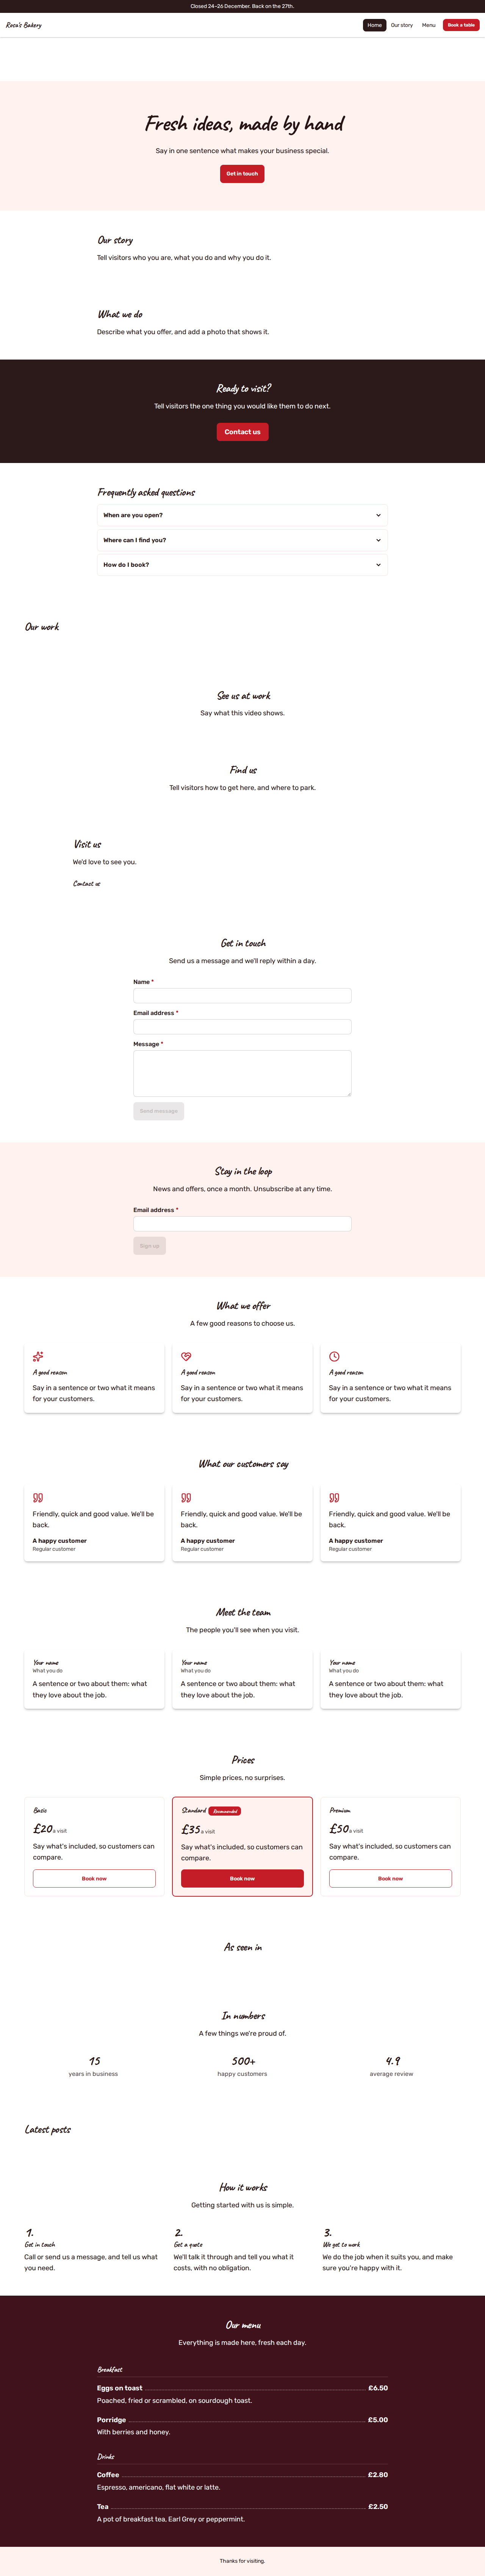 Closed 24–26 December. Back on the 27th.
Rosa's Bakery
Home
Our story
Menu
Book a table
Fresh ideas, made by hand
Say in one sentence what makes your business special.
Get in touch
Our story
Tell visitors who you are, what you do and why you do it.
What we do
Describe what you offer, and add a photo that shows it.
Ready to visit?
Tell visitors the one thing you would like them to do next.
Contact us
Frequently asked questions
When are you open?
Where can I find you?
How do I book?
Our work
See us at work
Say what this video shows.
Find us
Tell visitors how to get here, and where to park.
Visit us
We'd love to see you.
Contact us
Get in touch
Send us a message and we'll reply within a day.
Name *
Email address *
Message *
Send message
Stay in the loop
News and offers, once a month. Unsubscribe at any time.
Email address *
Sign up
What we offer
A few good reasons to choose us.
A good reason
Say in a sentence or two what it means
for your customers.
A good reason
Say in a sentence or two what it means
for your customers.
A good reason
Say in a sentence or two what it means
for your customers.
What our customers say
Friendly, quick and good value. We'll be
back.
A happy customer
Regular customer
Friendly, quick and good value. We'll be
back.
A happy customer
Regular customer
Friendly, quick and good value. We'll be
back.
A happy customer
Regular customer
Meet the team
The people you'll see when you visit.
Your name
What you do
A sentence or two about them: what
they love about the job.
Your name
What you do
A sentence or two about them: what
they love about the job.
Your name
What you do
A sentence or two about them: what
they love about the job.
Prices
Simple prices, no surprises.
Basic
£20 a visit
Say what's included, so customers can
compare.
Book now
Standard Recommended
£35 a visit
Say what's included, so customers can
compare.
Book now
Premium
£50 a visit
Say what's included, so customers can
compare.
Book now
As seen in
In numbers
A few things we're proud of.
15
years in business
500+
happy customers
4.9
average review
Latest posts
How it works
Getting started with us is simple.
1.
Get in touch
Call or send us a message, and tell us what
you need.
2.
Get a quote
We'll talk it through and tell you what it
costs, with no obligation.
3.
We get to work
We do the job when it suits you, and make
sure you're happy with it.
Our menu
Everything is made here, fresh each day.
Breakfast
Eggs on toast £6.50
Poached, fried or scrambled, on sourdough toast.
Porridge £5.00
With berries and honey.
Drinks
Coffee £2.80
Espresso, americano, flat white or latte.
Tea £2.50
A pot of breakfast tea, Earl Grey or peppermint.
Thanks for visiting.